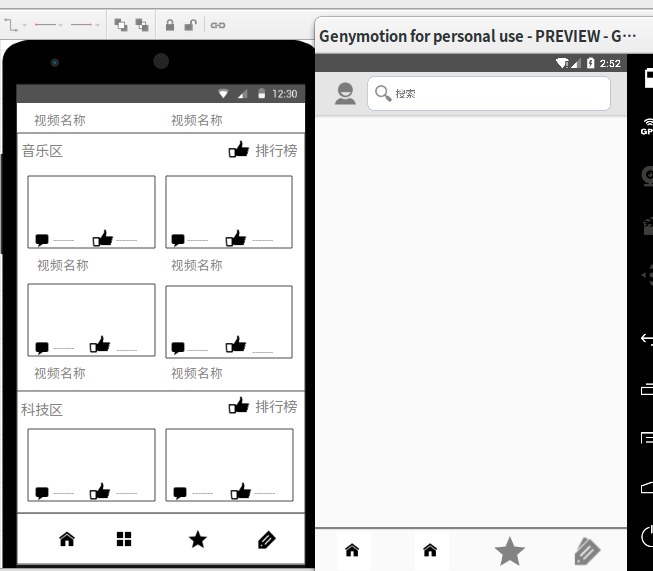 Genymotion for personal use - PREVIEW - G…
12:30
2:52
视频名称 视频名称
搜索
音乐区 排行榜
视频名称 视频名称
视频名称 视频名称
科技区 排行榜